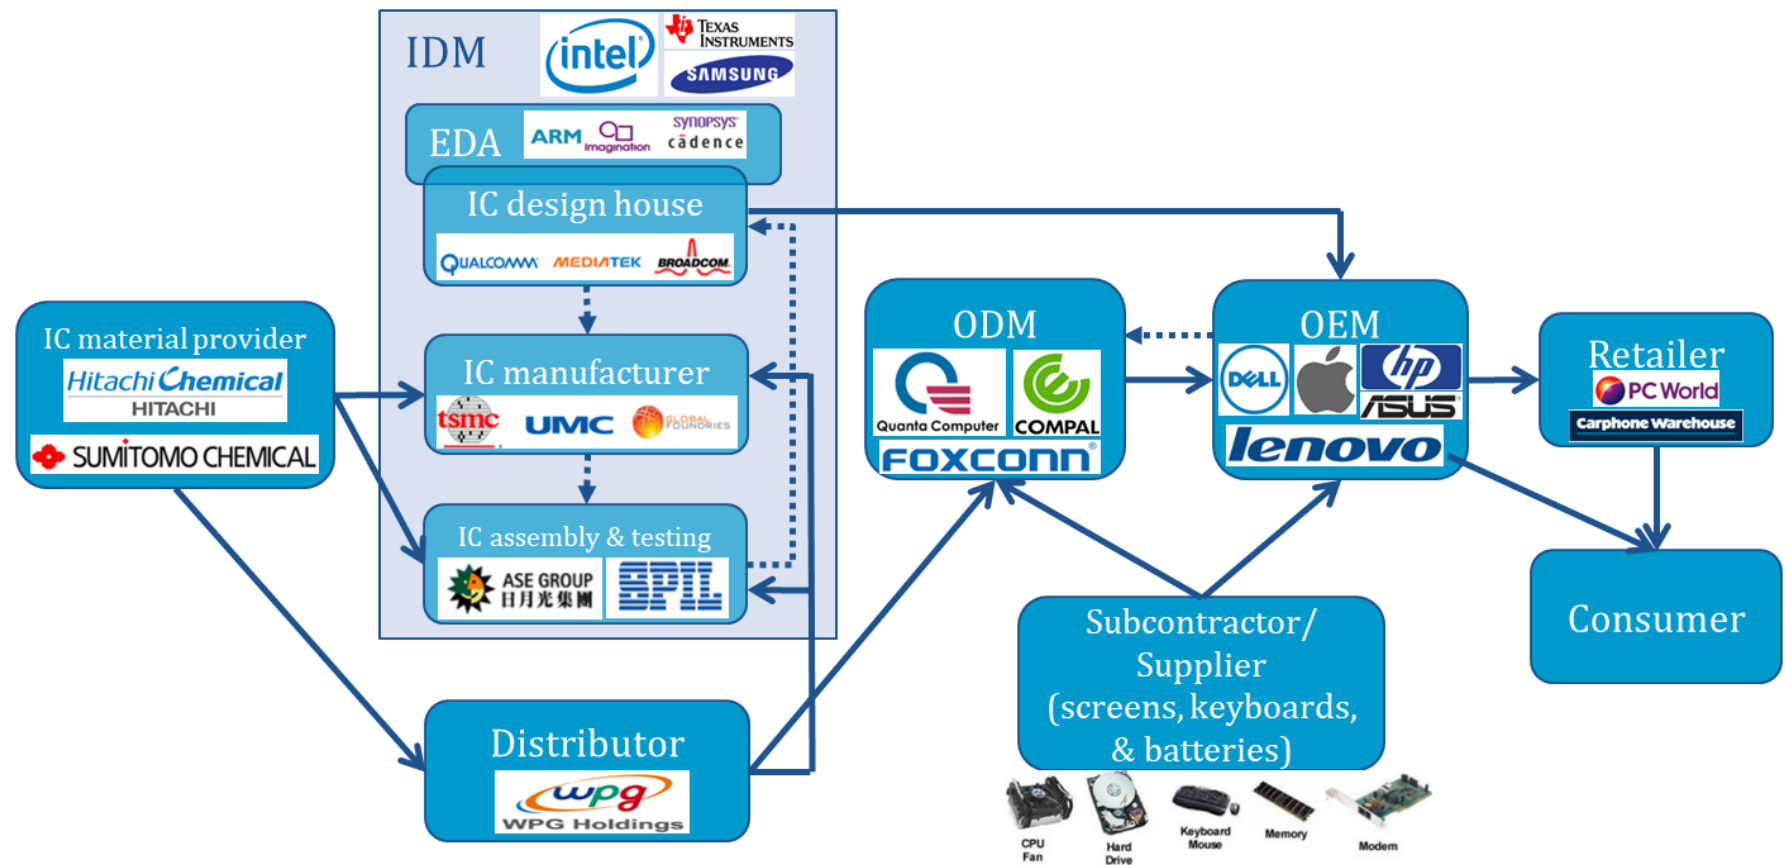 IDM
intel
TEXAS
INSTRUMENTS
SAMSUNG
EDA
ARM
Imagination
SYNOPSYS
cādence
IC design house
QUALCOMM
MEDIATEK
BROADCOM.
IC material provider
Hitachi Chemical
HITACHI
SUMITOMO CHEMICAL
IC manufacturer
tsmc
UMC
GLOBAL
FOUNDRIES
IC assembly & testing
ASE GROUP
日月光集團
SPIL
Distributor
wpg
WPG Holdings
ODM
Quanta Computer
COMPAL
FOXCONN®
OEM
DELL
hp
ASUS
lenovo
Retailer
PC World
Carphone Warehouse
Consumer
Subcontractor/
Supplier
(screens, keyboards,
& batteries)
CPU
Fan
Hard
Drive
Keyboard
Mouse
Memory
Modem